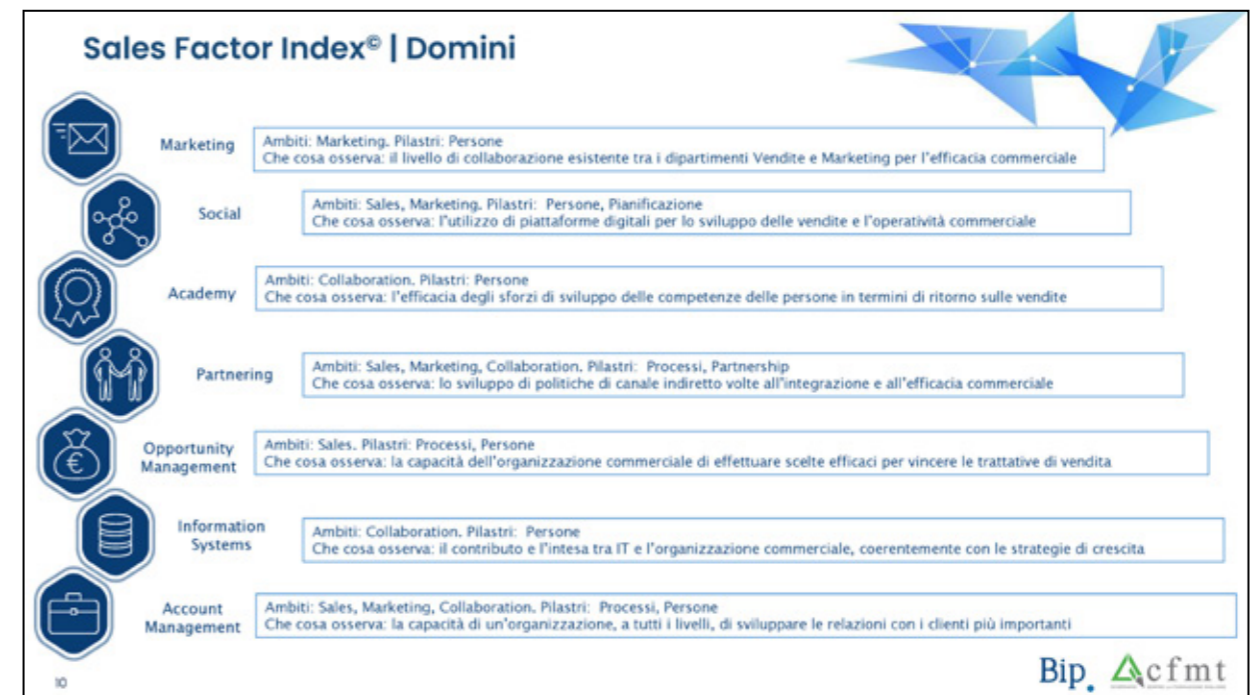 Sales Factor Index© | Domini
Marketing
Ambiti: Marketing. Pilastri: Persone
Che cosa osserva: il livello di collaborazione esistente tra i dipartimenti Vendite e Marketing per l'efficacia commerciale
Social
Ambiti: Sales, Marketing. Pilastri: Persone, Pianificazione
Che cosa osserva: l'utilizzo di piattaforme digitali per lo sviluppo delle vendite e l'operatività commerciale
Academy
Ambiti: Collaboration. Pilastri: Persone
Che cosa osserva: l'efficacia degli sforzi di sviluppo delle competenze delle persone in termini di ritorno sulle vendite
Partnering
Ambiti: Sales, Marketing, Collaboration. Pilastri: Processi, Partnership
Che cosa osserva: lo sviluppo di politiche di canale indiretto volte all'integrazione e all'efficacia commerciale
Opportunity
Management
Ambiti: Sales. Pilastri: Processi, Persone
Che cosa osserva: la capacità dell'organizzazione commerciale di effettuare scelte efficaci per vincere le trattative di vendita
Information
Systems
Ambiti: Collaboration. Pilastri: Persone
Che cosa osserva: il contributo e l'intesa tra IT e l'organizzazione commerciale, coerentemente con le strategie di crescita
Account
Management
Ambiti: Sales, Marketing, Collaboration. Pilastri: Processi, Persone
Che cosa osserva: la capacità di un'organizzazione, a tutti i livelli, di sviluppare le relazioni con i clienti più importanti
10
Bip.
cfmt